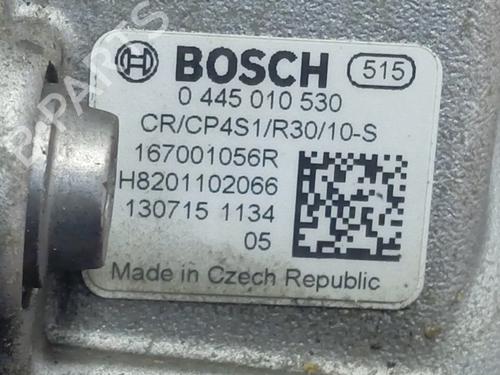 BOSCH 515
0 445 010 530
CR/CP4S1/R30/10-S
167001056R
H8201102066
130715 1134
05
Made in Czech Republic